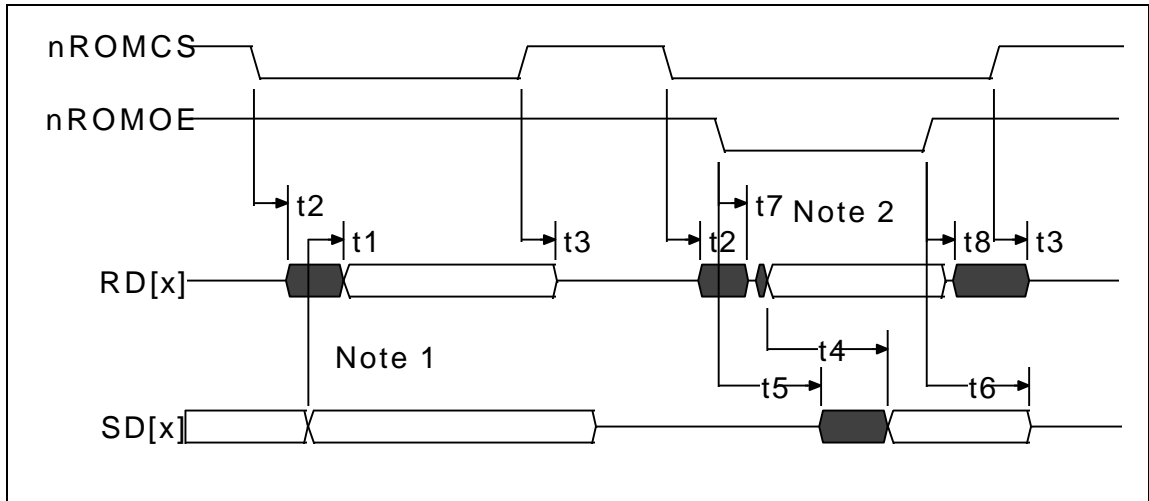 nROMCS
nROMOE
t2
t7
Note 2
t1
t3
t2
t8
t3
RD[x]
Note 1
t4
t5
t6
SD[x]